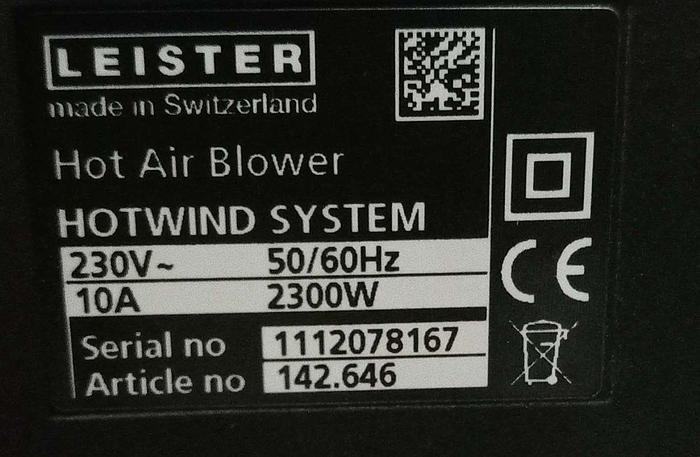 LEISTER
made in Switzerland
Hot Air Blower
HOTWIND SYSTEM
230V~ 50/60Hz
10A 2300W
Serial no 1112078167
Article no 142.646
CE